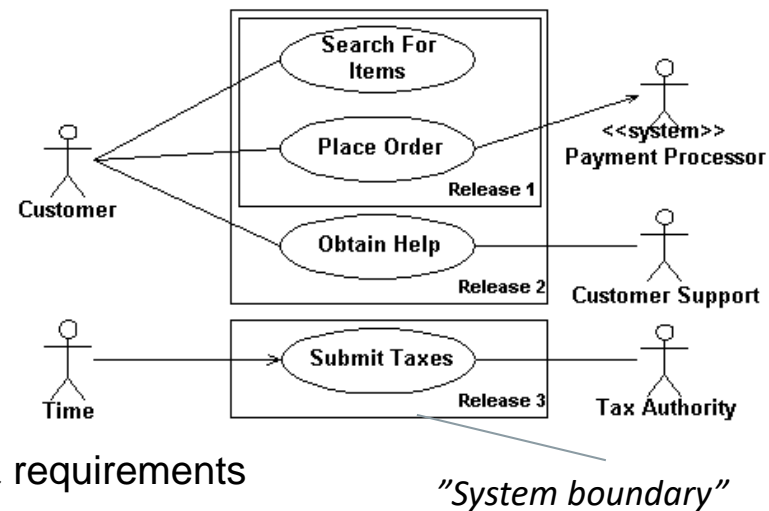 Search For
Items
Place Order
<<system>>
Payment Processor
Release 1
Customer
Obtain Help
Release 2
Customer Support
Submit Taxes
Release 3
Time
Tax Authority
requirements
"System boundary"